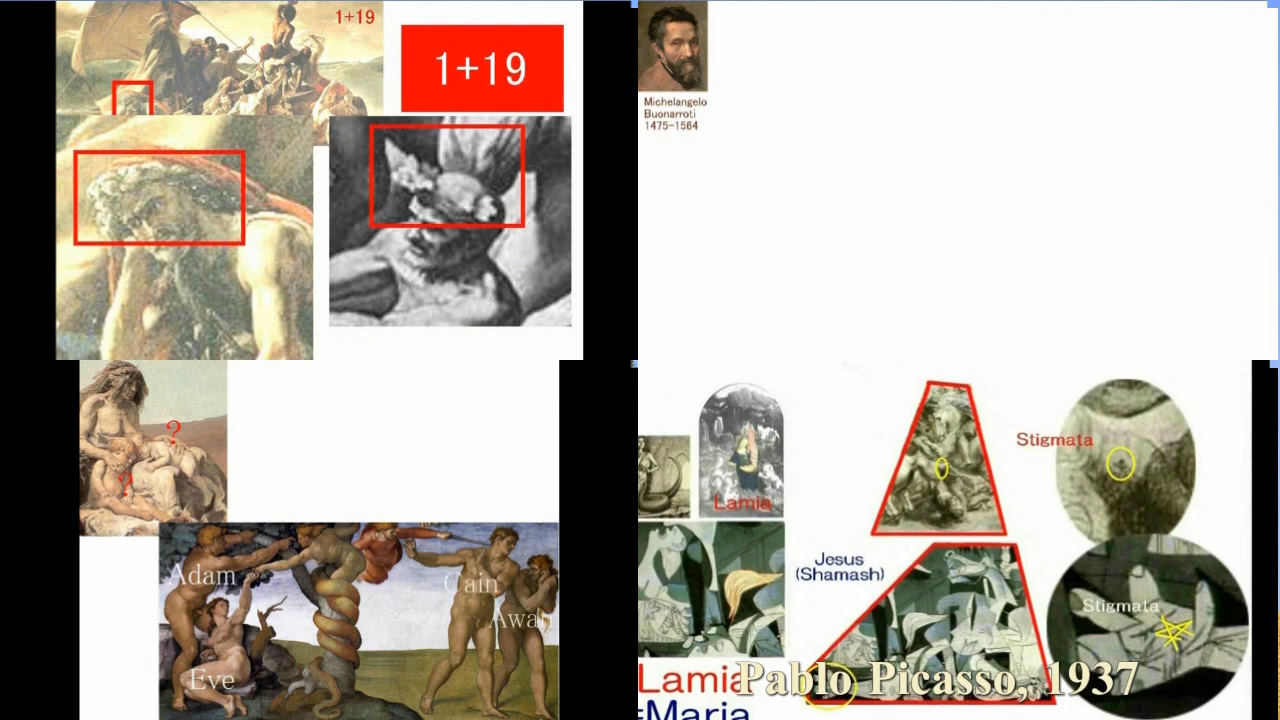 1+19
1+19
Michelangelo
Buonarroti
1475-1564
?
?
Adam
Cain
Awan
Eve
Lamia
Stigmata
Jesus
(Shamash)
Stigmata
Lamia
=Maria
Pablo Picasso, 1937